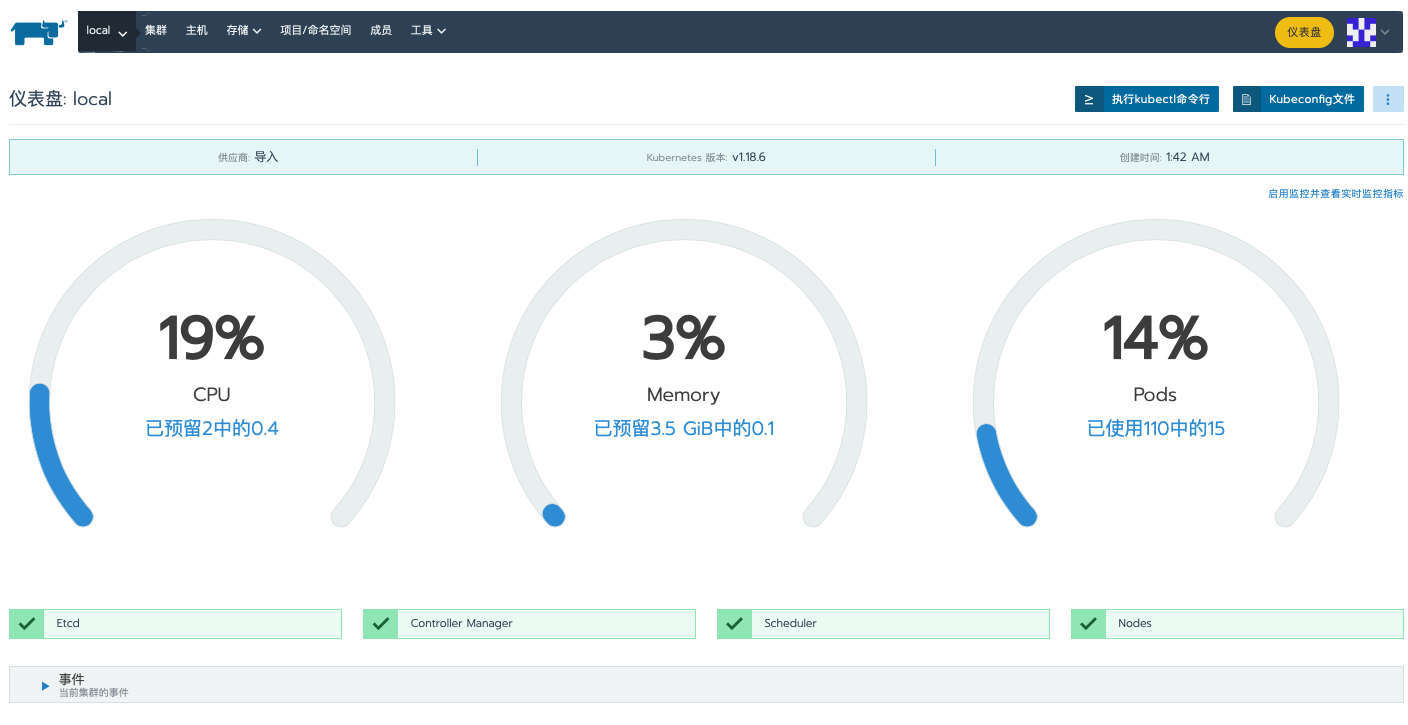 local 集群 主机 存储 项目/命名空间 成员 工具 仪表盘
仪表盘: local
≥ 执行kubectl命令行 Kubeconfig文件
供应商: 导入 Kubernetes 版本: v1.18.6 创建时间: 1:42 AM
启用监控并查看实时监控指标
19% 3% 14%
CPU Memory Pods
已预留2中的0.4 已预留3.5 GiB中的0.1 已使用110中的15
Etcd Controller Manager Scheduler Nodes
事件
当前集群的事件